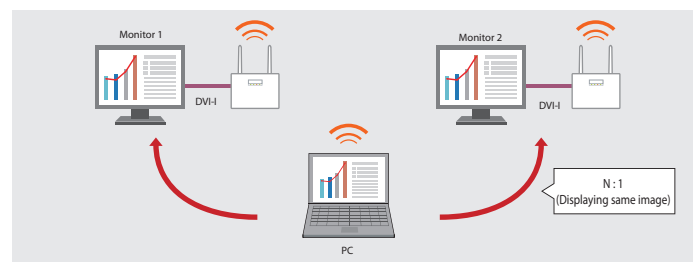 Monitor 1
Monitor 2
DVI-I
DVI-I
N : 1
(Displaying same image)
PC